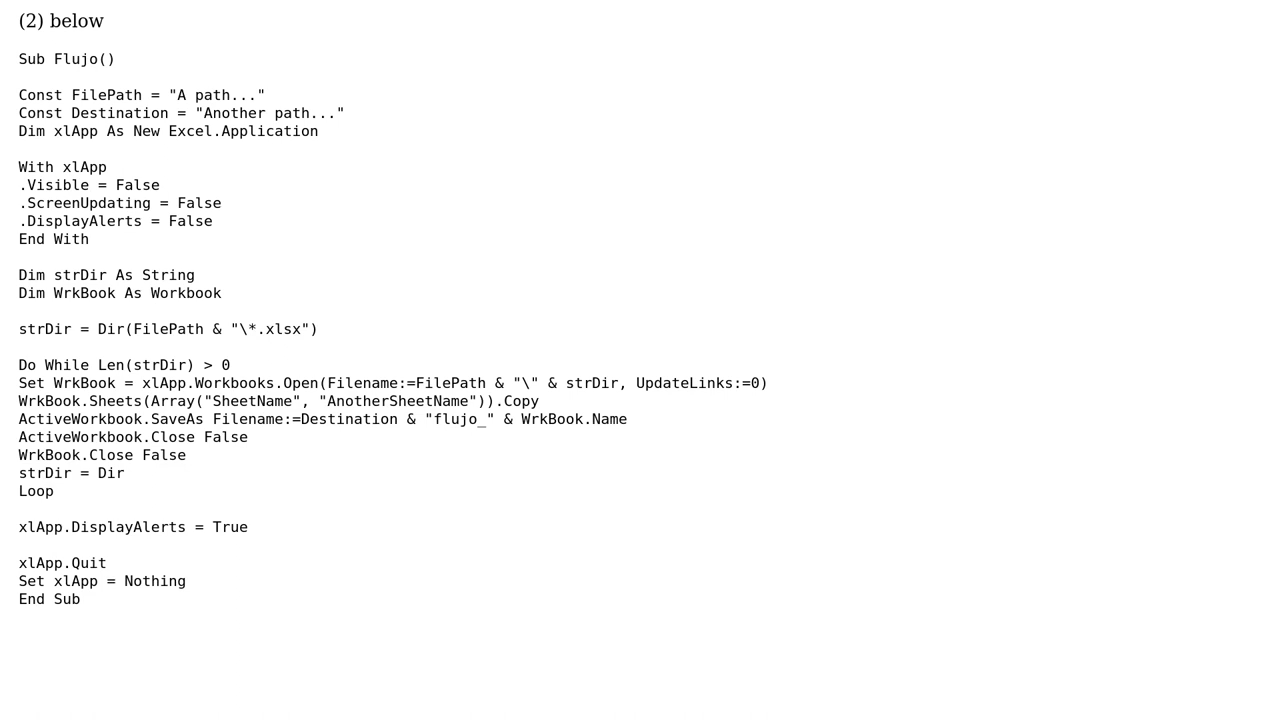 (2) below
Sub Flujo()
Const FilePath = "A path..."
Const Destination = "Another path..."
Dim xlApp As New Excel.Application
With xlApp
.Visible = False
.ScreenUpdating = False
.DisplayAlerts = False
End With
Dim strDir As String
Dim WrkBook As Workbook
strDir = Dir(FilePath & "\*.xlsx")
Do While Len(strDir) > 0
Set WrkBook = xlApp.Workbooks.Open(Filename:=FilePath & "\" & strDir, UpdateLinks:=0)
WrkBook.Sheets(Array("SheetName", "AnotherSheetName")).Copy
ActiveWorkbook.SaveAs Filename:=Destination & "flujo_" & WrkBook.Name
ActiveWorkbook.Close False
WrkBook.Close False
strDir = Dir
Loop
xlApp.DisplayAlerts = True
xlApp.Quit
Set xlApp = Nothing
End Sub